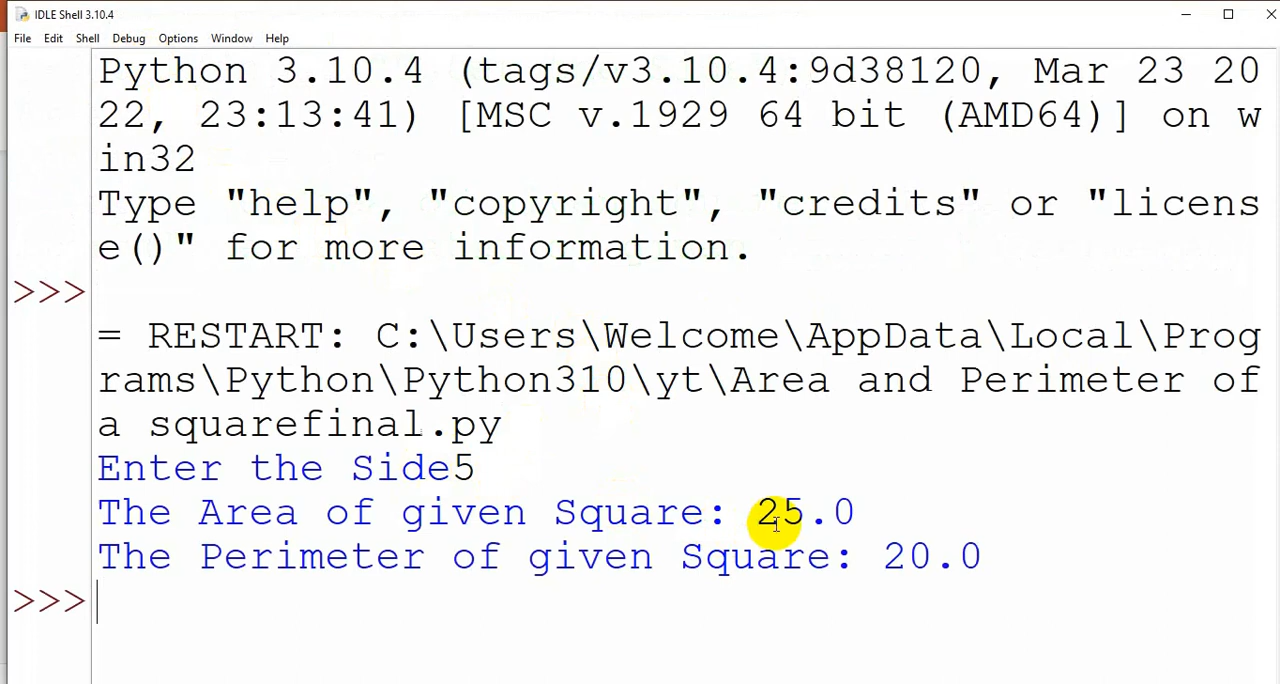 IDLE Shell 3.10.4
File Edit Shell Debug Options Window Help
Python 3.10.4 (tags/v3.10.4:9d38120, Mar 23 20
22, 23:13:41) [MSC v.1929 64 bit (AMD64)] on w
in32
Type "help", "copyright", "credits" or "licens
e()" for more information.
>>>
= RESTART: C:\Users\Welcome\AppData\Local\Prog
rams\Python\Python310\yt\Area and Perimeter of
a squarefinal.py
Enter the Side5
The Area of given Square: 25.0
The Perimeter of given Square: 20.0
>>>